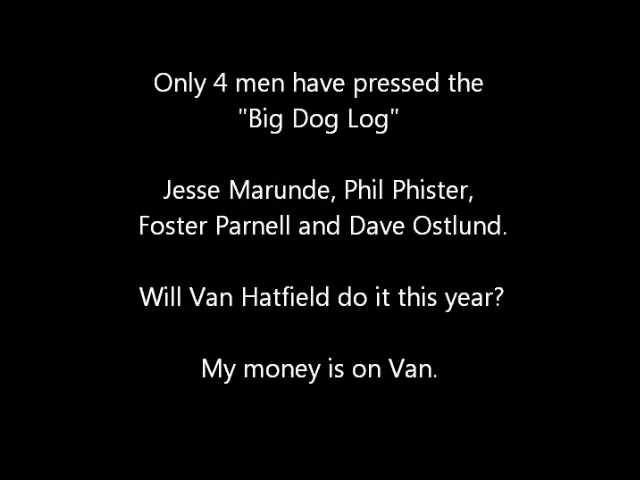 Only 4 men have pressed the
"Big Dog Log"
Jesse Marunde, Phil Phister,
Foster Parnell and Dave Ostlund.
Will Van Hatfield do it this year?
My money is on Van.